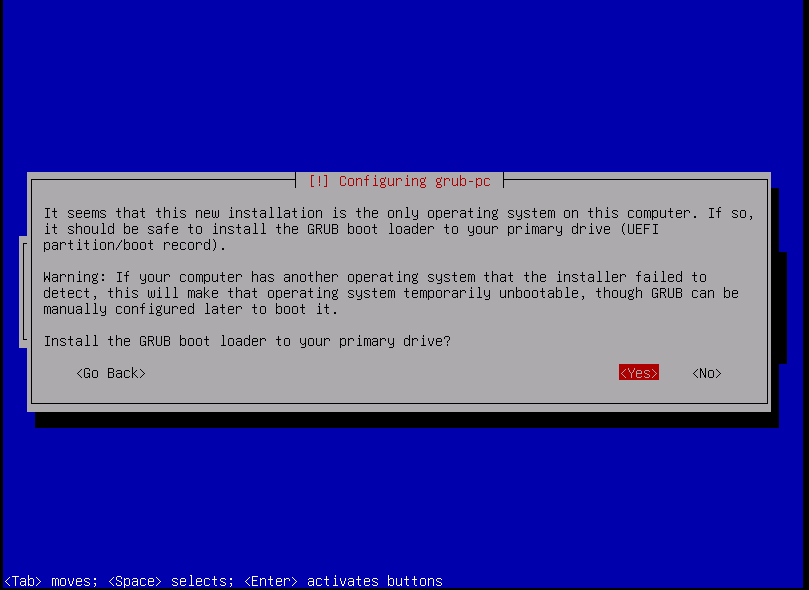 [!] Configuring grub-pc
It seems that this new installation is the only operating system on this computer. If so,
it should be safe to install the GRUB boot loader to your primary drive (UEFI
partition/boot record).
Warning: If your computer has another operating system that the installer failed to
detect, this will make that operating system temporarily unbootable, though GRUB can be
manually configured later to boot it.
Install the GRUB boot loader to your primary drive?
<Go Back> <Yes> <No>
<Tab> moves; <Space> selects; <Enter> activates buttons